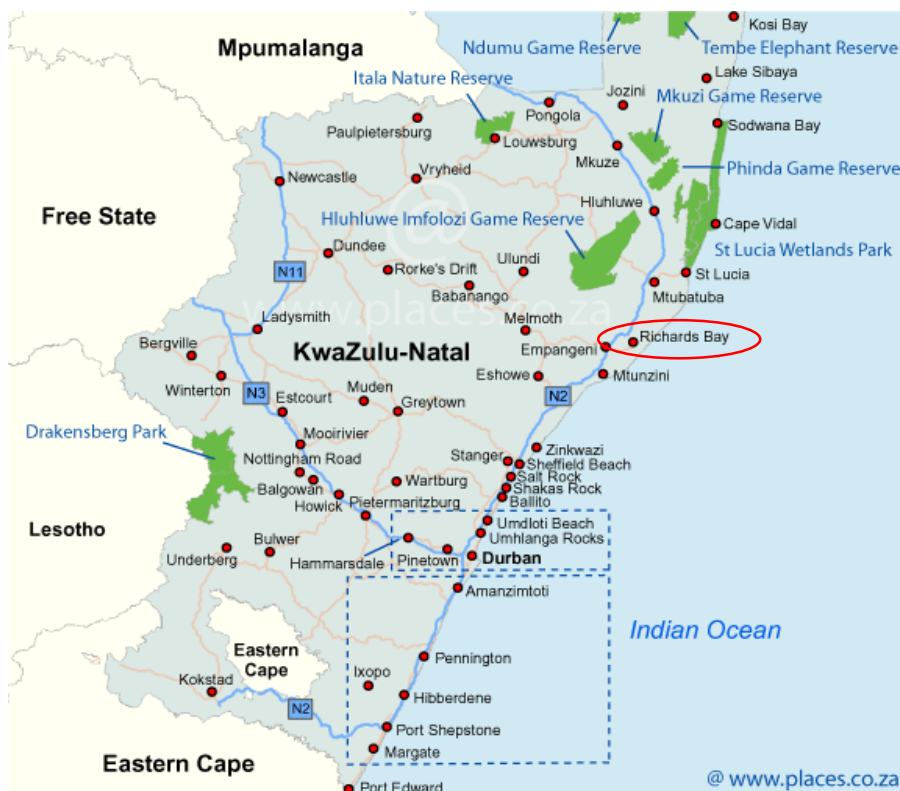 Kosi Bay
Mpumalanga
Ndumu Game Reserve
Tembe Elephant Reserve
Itala Nature Reserve
Lake Sibaya
Jozini
Mkuzi Game Reserve
Pongola
Paulpietersburg
Sodwana Bay
Louwsburg
Mkuze
Vryheid
Phinda Game Reserve
Newcastle
Hluhluwe
Free State
Hluhluwe Imfolozi Game Reserve
Cape Vidal
Dundee
St Lucia Wetlands Park
Ulundi
N11
Rorke's Drift
St Lucia
Babanango
Mtubatuba
@
www.places.co.za
Ladysmith
Melmoth
Richards Bay
Bergville
KwaZulu-Natal
Empangeni
Winterton
Eshowe
Mtunzini
Muden
N3
N2
Estcourt
Greytown
Drakensberg Park
Mooirivier
Zinkwazi
Stanger
Nottingham Road
Sheffield Beach
Salt Rock
Wartburg
Balgowan
Shakas Rock
Howick
Pietermaritzburg
Ballito
Lesotho
Umdloti Beach
Umhlanga Rocks
Bulwer
Underberg
Hammarsdale
Pinetown
Durban
Amanzimtoti
Indian Ocean
Eastern
Cape
Pennington
Ixopo
Kokstad
Hibberdene
N2
Port Shepstone
Margate
Eastern Cape
@ www.places.co.za
Port Edward